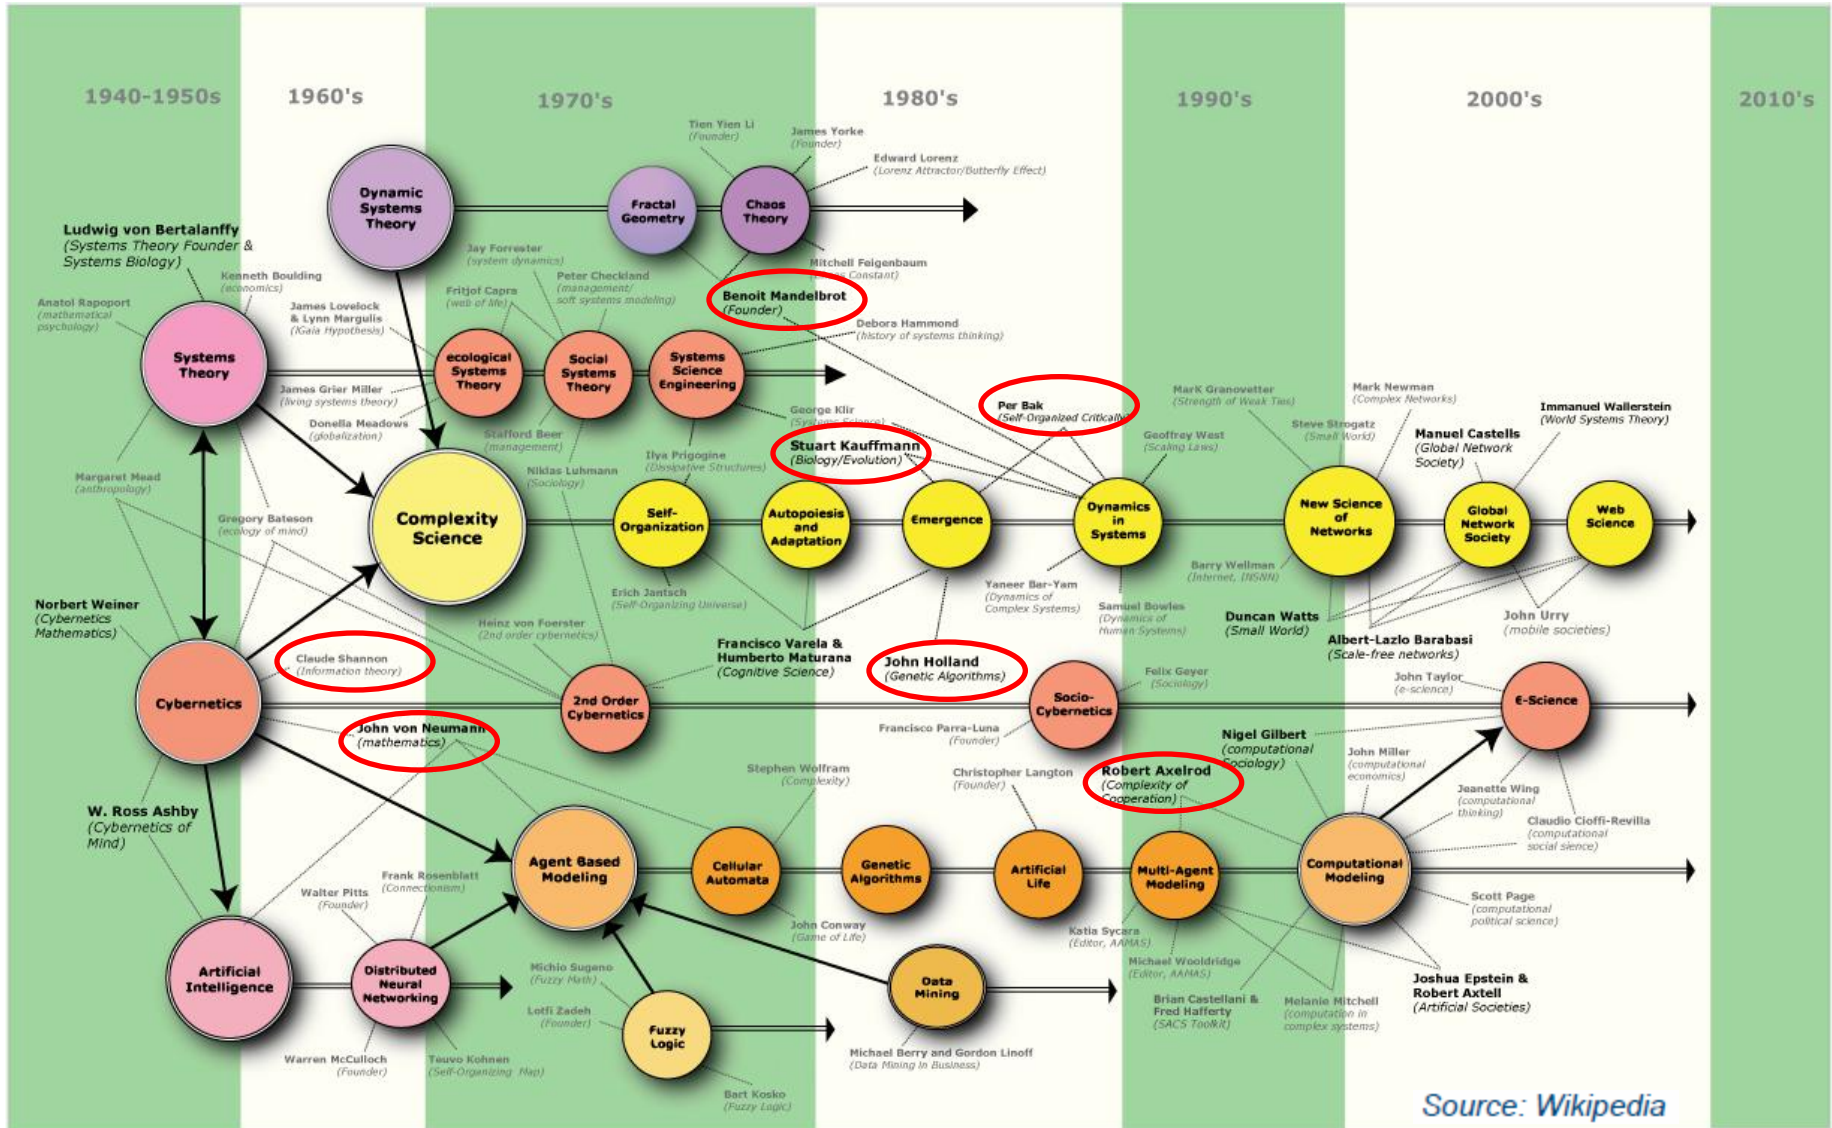 1940-1950s
1960's
1970's
1980's
1990's
2000's
2010's
Tien Yien Li
(Founder)
James Yorke
(Founder)
Edward Lorenz
(Lorenz Attractor/Butterfly Effect)
Dynamic
Systems
Theory
Fractal
Geometry
Chaos
Theory
Mitchell Feigenbaum
Constant)
Benoit Mandelbrot
(Founder)
Ludwig von Bertalanffy
(Systems Theory Founder &
Systems Biology)
Kenneth Boulding
(economics)
Anatol Rapoport
(mathematical
psychology)
James Lovelock
& Lynn Margulis
(IGaia Hypothesis)
Jay Forrester
(system dynamics)
Fritjof Capra
(web of life)
Peter Checkland
(management/
soft systems modeling)
Debora Hammond
(history of systems thinking)
Systems
Theory
ecological
Systems
Theory
Social
Systems
Theory
Systems
Science
Engineering
James Grier Miller
(living systems theory)
Donella Meadows
(globalization)
Stafford Beer
(management)
Niklas Luhmann
(Sociology)
Ilya Prigogine
(Dissipative Structures)
George Klir
(Systems Science)
Stuart Kauffmann
(Biology/Evolution)
Per Bak
(Self-Organized Critically)
MarK Granovetter
(Strength of Weak Ties)
Geoffrey West
(Scaling Laws)
Steve Strogatz
(Small World)
Mark Newman
(Complex Networks)
Manuel Castells
(Global Network
Society)
Immanuel Wallerstein
(World Systems Theory)
Margaret Mead
(anthropology)
Gregory Bateson
(ecology of mind)
Complexity
Science
Self-
Organization
Autopoiesis
and
Adaptation
Emergence
Dynamics
in
Systems
New Science
of
Networks
Global
Network
Society
Web
Science
Erich Jantsch
(Self-Organizing Universe)
Yaneer Bar-Yam
(Dynamics of
Complex Systems)
Samuel Bowles
(Dynamics of
Human Systems)
Barry Wellman
(Internet, INSNN)
Duncan Watts
(Small World)
Albert-Lazlo Barabasi
(Scale-free networks)
John Urry
(mobile societies)
Norbert Weiner
(Cybernetics
Mathematics)
Claude Shannon
(Information theory)
Heinz von Foerster
(2nd order cybernetics)
Francisco Varela &
Humberto Maturana
(Cognitive Science)
John Holland
(Genetic Algorithms)
Felix Geyer
(Sociology)
John Taylor
(e-science)
Cybernetics
2nd Order
Cybernetics
Socio-
Cybernetics
E-Science
Francisco Parra-Luna
(Founder)
John von Neumann
(mathematics)
Stephen Wolfram
(Complexity)
Christopher Langton
(Founder)
Robert Axelrod
(Complexity of
Cooperation)
Nigel Gilbert
(computational
Sociology)
John Miller
(computational
economics)
Jeanette Wing
(computational
thinking)
Claudio Cioffi-Revilla
(computational
social sience)
W. Ross Ashby
(Cybernetics of
Mind)
Agent Based
Modeling
Cellular
Automata
Genetic
Algorithms
Artificial
Life
Multi-Agent
Modeling
Computational
Modeling
Walter Pitts
(Founder)
Frank Rosenblatt
(Connectionism)
John Conway
(Game of Life)
Katia Sycara
(Editor, AAMAS)
Michael Wooldridge
(Editor, AAMAS)
Brian Castellani &
Fred Hafferty
(SACS Toolkit)
Melanie Mitchell
(computation in
complex systems)
Scott Page
(computational
political science)
Joshua Epstein &
Robert Axtell
(Artificial Societies)
Artificial
Intelligence
Distributed
Neural
Networking
Michio Sugeno
(Fuzzy Math)
Lotfi Zadeh
(Founder)
Fuzzy
Logic
Data
Mining
Warren McCulloch
(Founder)
Teuvo Kohnen
(Self-Organizing Map)
Bart Kosko
(Fuzzy Logic)
Michael Berry and Gordon Linoff
(Data Mining in Business)
Source: Wikipedia